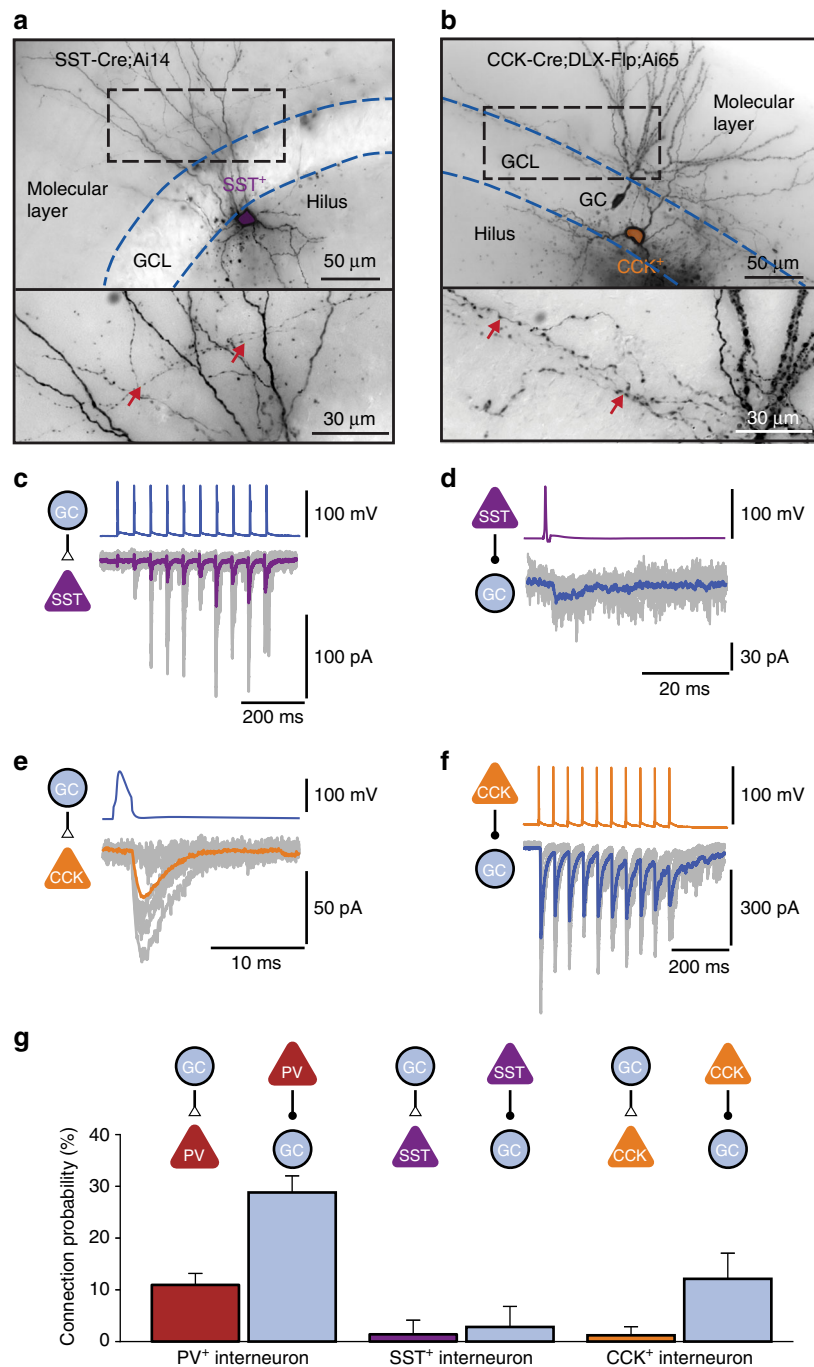 a
SST-Cre;Ai14
SST+
Molecular
layer
Hilus
GCL
50 µm
30 µm
b
CCK-Cre;DLX-Flp;Ai65
Molecular
layer
GCL
GC
Hilus
CCK+
50 µm
30 µm
c
GC
SST
100 mV
100 pA
200 ms
d
SST
GC
100 mV
30 pA
20 ms
e
GC
CCK
100 mV
50 pA
10 ms
f
CCK
GC
100 mV
300 pA
200 ms
g
GC PV GC SST GC CCK
PV GC SST GC CCK GC
Connection probability (%)
40
30
20
10
0
PV+ interneuron SST+ interneuron CCK+ interneuron